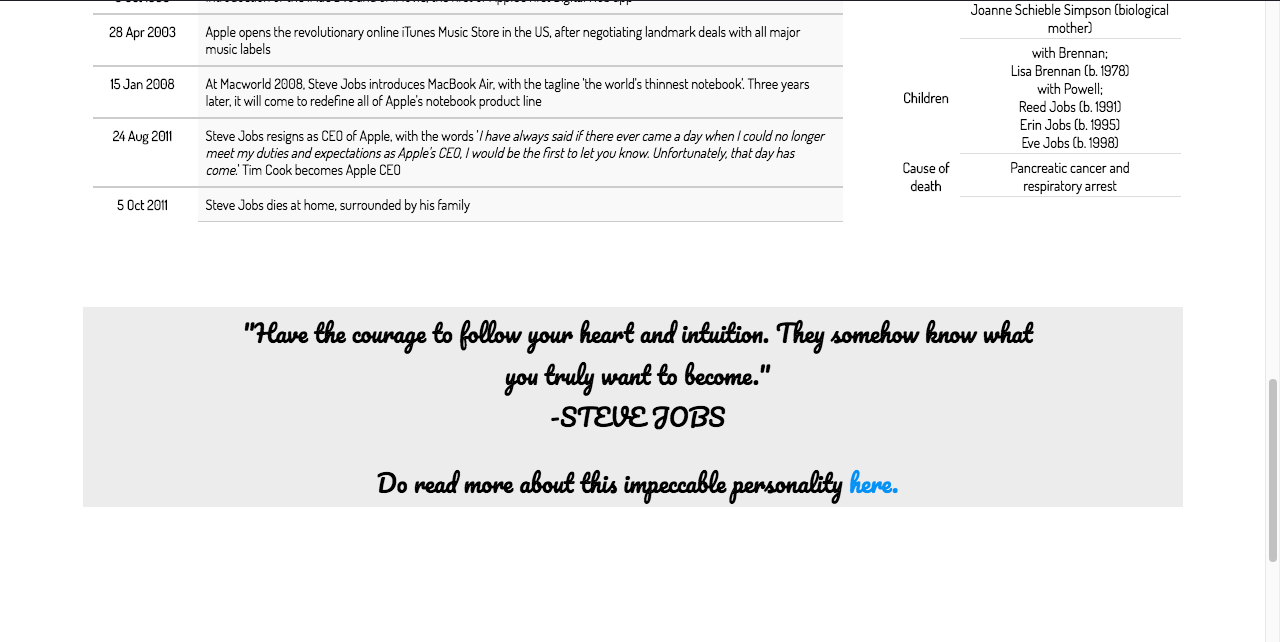 28 Apr 2003
Apple opens the revolutionary online iTunes Music Store in the US, after negotiating landmark deals with all major
music labels
15 Jan 2008
At Macworld 2008, Steve Jobs introduces MacBook Air, with the tagline 'the world's thinnest notebook'. Three years
later, it will come to redefine all of Apple's notebook product line
24 Aug 2011
Steve Jobs resigns as CEO of Apple, with the words 'I have always said if there ever came a day when I could no longer
meet my duties and expectations as Apple's CEO, I would be the first to let you know. Unfortunately, that day has
come.' Tim Cook becomes Apple CEO
5 Oct 2011
Steve Jobs dies at home, surrounded by his family
Joanne Schieble Simpson (biological
mother)
Children
with Brennan;
Lisa Brennan (b. 1978)
with Powell;
Reed Jobs (b. 1991)
Erin Jobs (b. 1995)
Eve Jobs (b. 1998)
Cause of
death
Pancreatic cancer and
respiratory arrest
"Have the courage to follow your heart and intuition. They somehow know what
you truly want to become."
-STEVE JOBS
Do read more about this impeccable personality here.